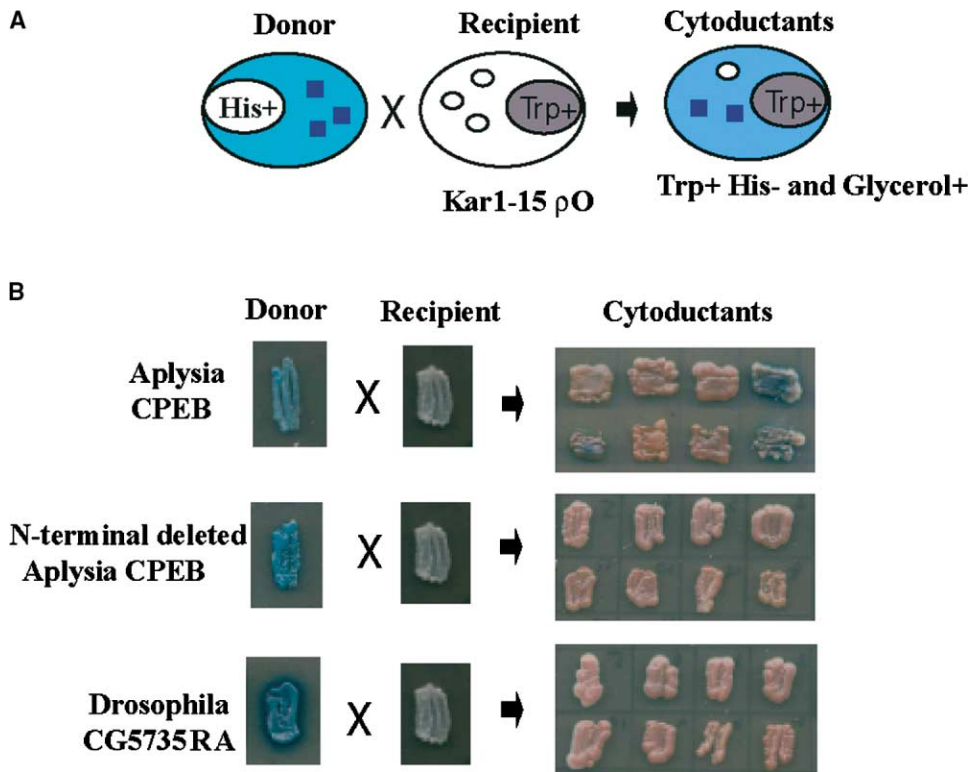 A
Donor Recipient Cytoductants
His+ X Trp+ Trp+
Kar1-15 ρO
Trp+ His- and Glycerol+
B
Donor Recipient Cytoductants
Aplysia
CPEB
X
N-terminal deleted
Aplysia CPEB
X
Drosophila
CG5735RA
X